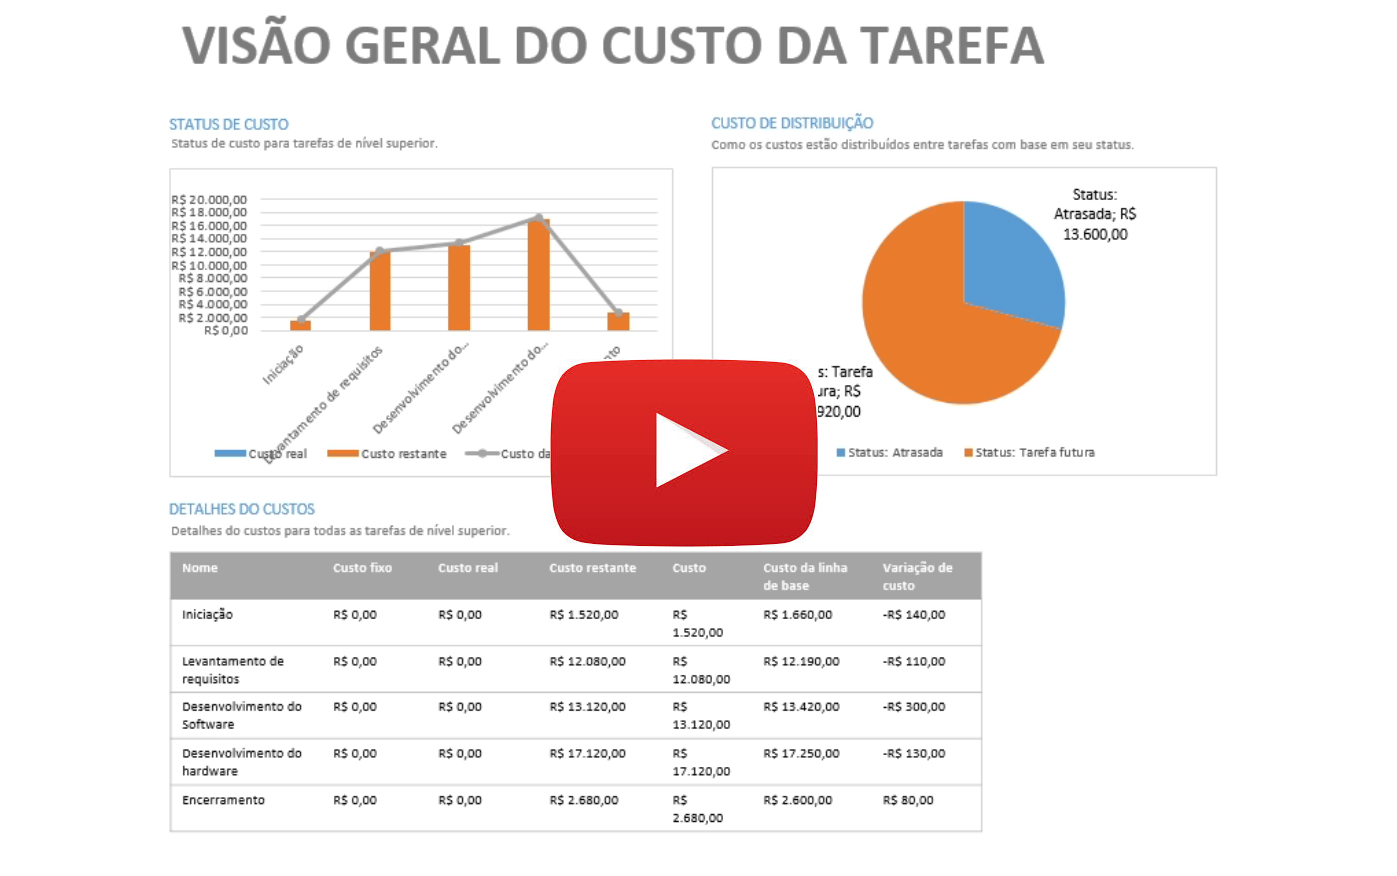 VISÃO GERAL DO CUSTO DA TAREFA
STATUS DE CUSTO
Status de custo para tarefas de nível superior.
R$ 20.000,00
R$ 18.000,00
R$ 16.000,00
R$ 14.000,00
R$ 12.000,00
R$ 10.000,00
R$ 8.000,00
R$ 6.000,00
R$ 4.000,00
R$ 2.000,00
R$ 0,00
Iniciação
Levantamento de requisitos
Desenvolvimento do...
Desenvolvimento do...
Custo real
Custo restante
Custo da
CUSTO DE DISTRIBUIÇÃO
Como os custos estão distribuídos entre tarefas com base em seu status.
Status:
Atrasada; R$
13.600,00
s: Tarefa
ura; R$
920,00
Status: Atrasada
Status: Tarefa futura
DETALHES DO CUSTOS
Detalhes do custos para todas as tarefas de nível superior.
Nome Custo fixo Custo real Custo restante Custo Custo da linha Variação de
de base custo
Iniciação R$ 0,00 R$ 0,00 R$ 1.520,00 R$ R$ 1.660,00 -R$ 140,00
1.520,00
Levantamento de R$ 0,00 R$ 0,00 R$ 12.080,00 R$ R$ 12.190,00 -R$ 110,00
requisitos 12.080,00
Desenvolvimento do R$ 0,00 R$ 0,00 R$ 13.120,00 R$ R$ 13.420,00 -R$ 300,00
Software 13.120,00
Desenvolvimento do R$ 0,00 R$ 0,00 R$ 17.120,00 R$ R$ 17.250,00 -R$ 130,00
hardware 17.120,00
Encerramento R$ 0,00 R$ 0,00 R$ 2.680,00 R$ R$ 2.600,00 R$ 80,00
2.680,00